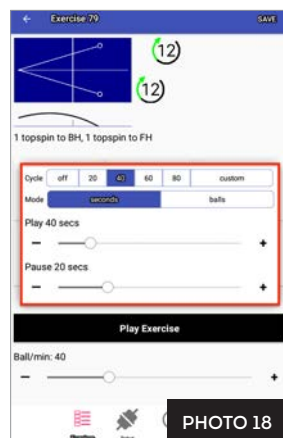 Exercise 79 SAVE
12
12
1 topspin to BH, 1 topspin to FH
Cycle off 20 40 60 80 custom
Mode seconds balls
Play 40 secs
− +
Pause 20 secs
− +
Play Exercise
Ball/min: 40
− +
PHOTO 18